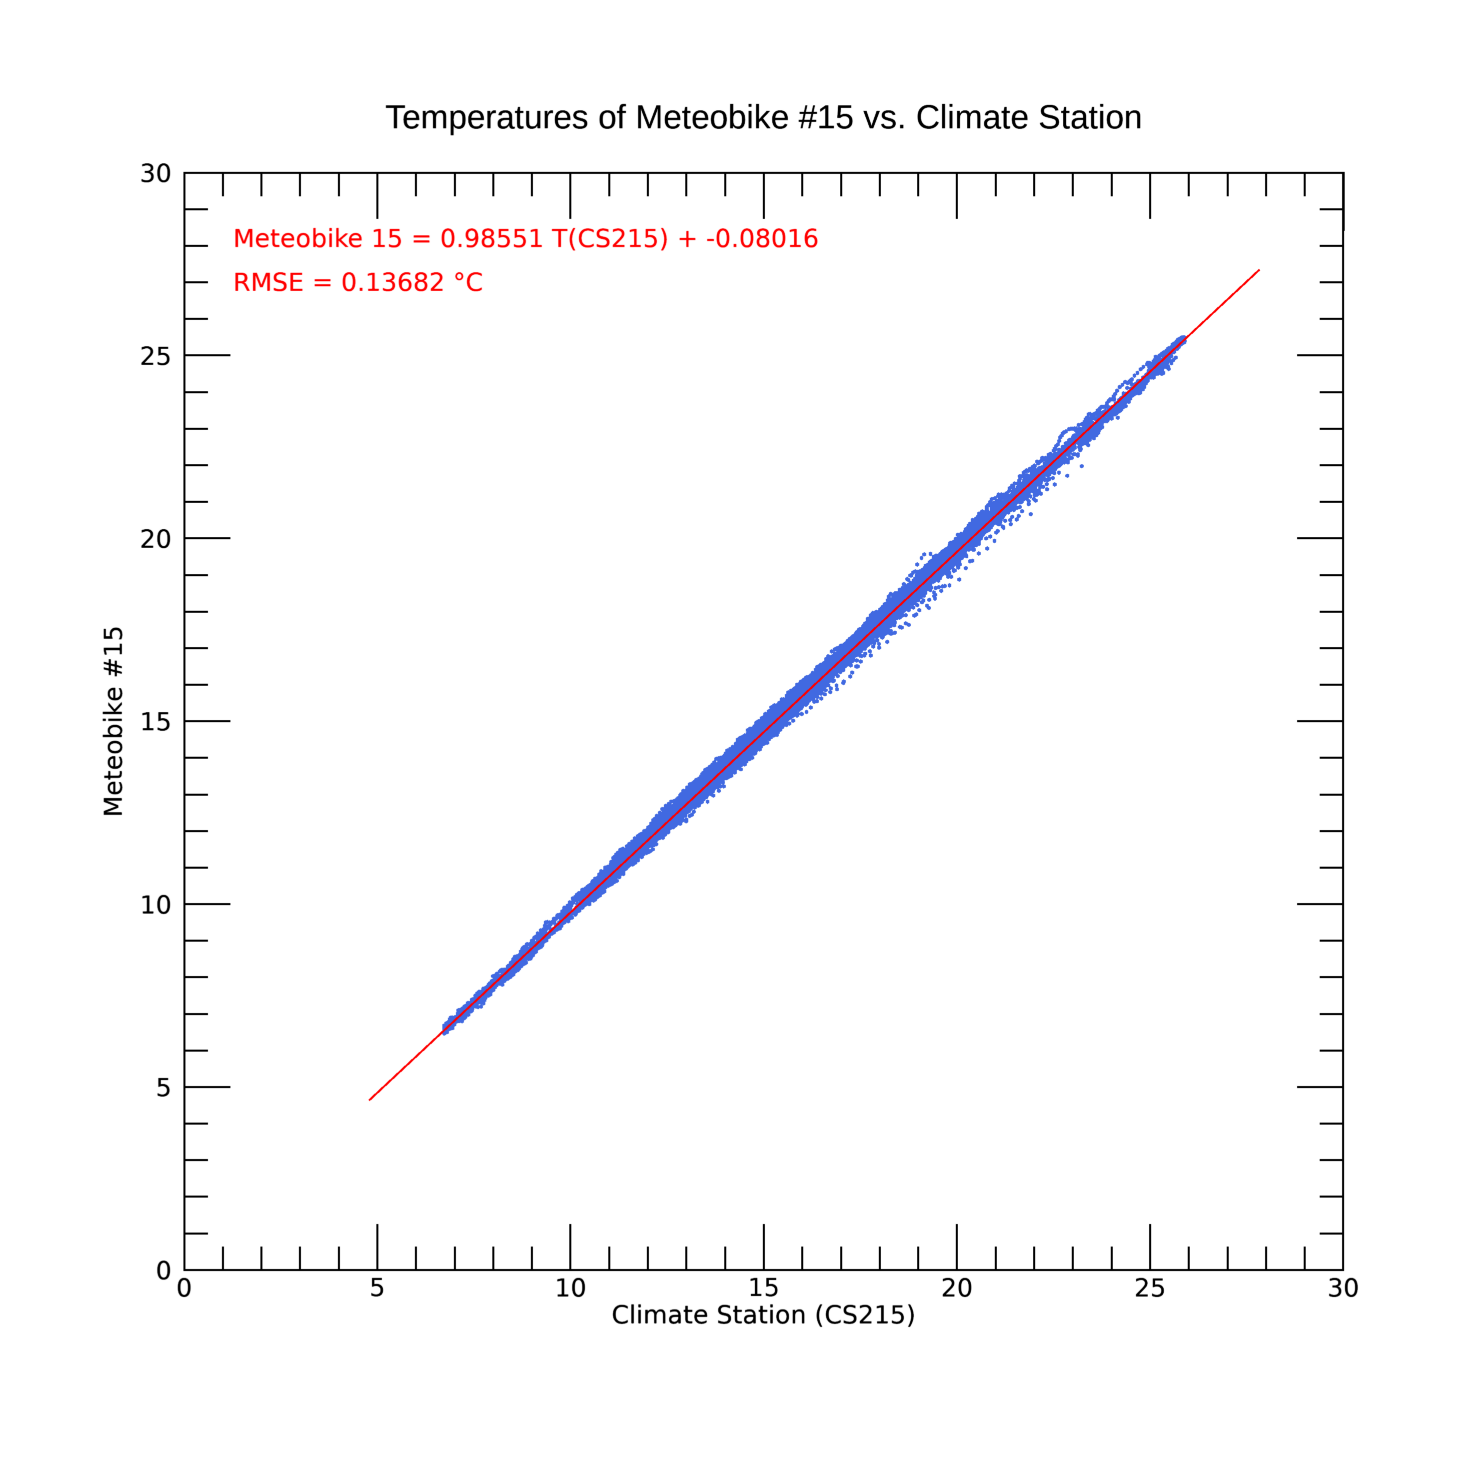 Temperatures of Meteobike #15 vs. Climate Station
30
Meteobike 15 = 0.98551 T(CS215) + -0.08016
RMSE = 0.13682 °C
25
20
Meteobike #15
15
10
5
0
0 5 10 15 20 25 30
Climate Station (CS215)